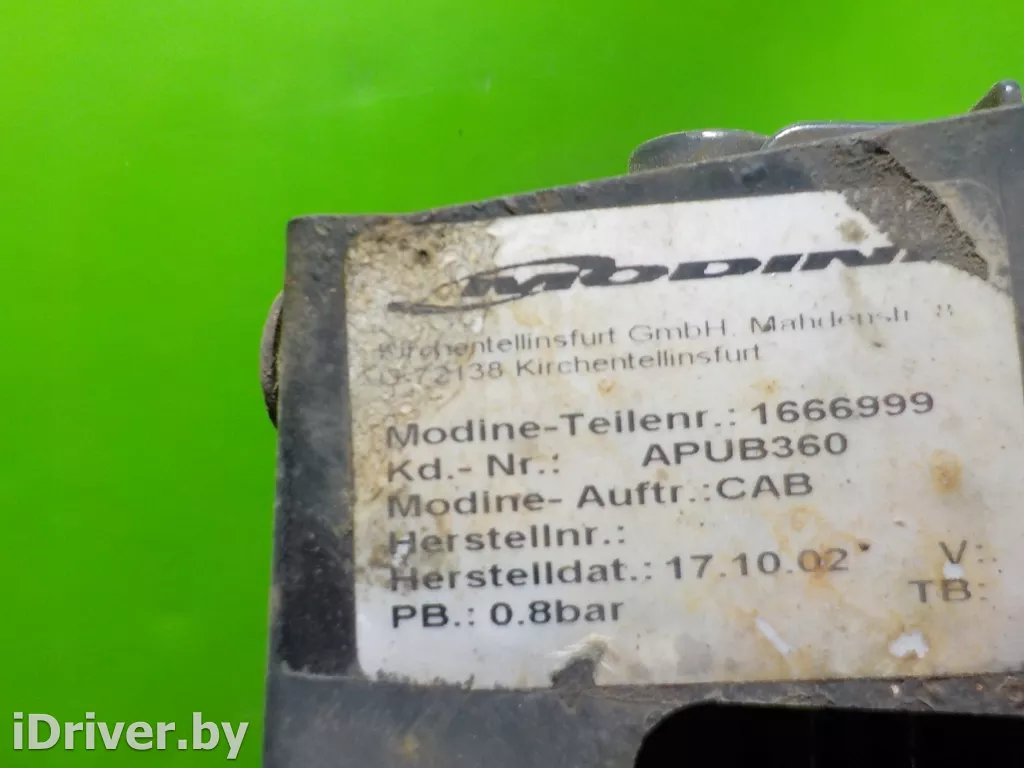 MODIN
Kirchentellinsfurt GmbH. Mahdenstr. 8
D-72138 Kirchentellinsfurt
Modine-Teilenr.: 1666999
Kd.- Nr.: APUB360
Modine- Auftr.:CAB
Herstellnr.:
Herstelldat.: 17.10.02 V:
PB.: 0.8bar TB:
iDriver.by